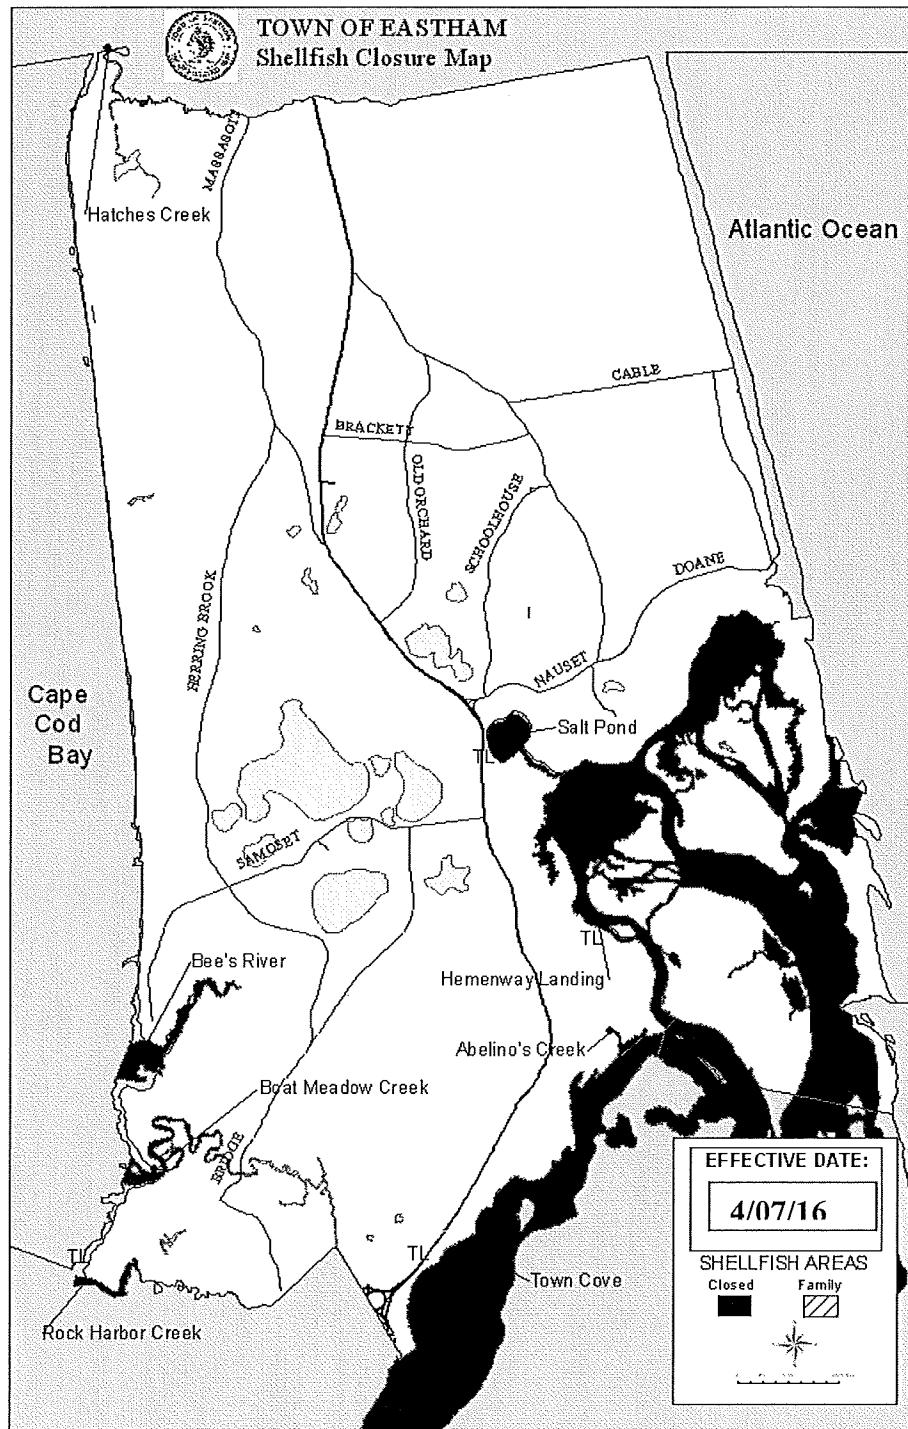 TOWN OF EASTHAM
Shellfish Closure Map
MASSASOIT
Hatches Creek
Atlantic Ocean
CABLE
BRACKETT
OLD ORCHARD
SCHOOLHOUSE
DOANE
HERRING BROOK
NAUSET
Cape
Cod
Bay
Salt Pond
TL
SAMOSET
TL
Bee's River
Hemenway Landing
Abelino's Creek
Boat Meadow Creek
BRIDGE
EFFECTIVE DATE:
4/07/16
SHELLFISH AREAS
Closed
Family
TL
TL
Town Cove
Rock Harbor Creek